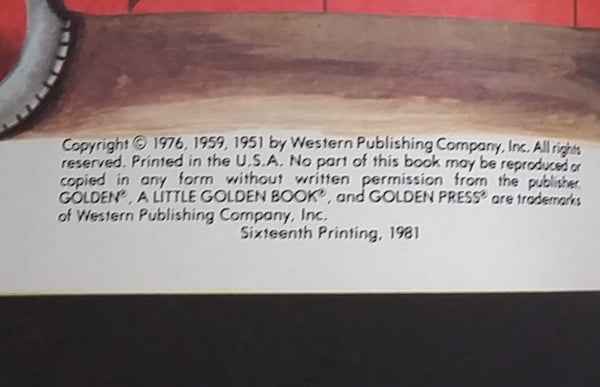 Copyright © 1976, 1959, 1951 by Western Publishing Company, Inc. All rights
reserved. Printed in the U.S.A. No part of this book may be reproduced or
copied in any form without written permission from the publisher.
GOLDEN®, A LITTLE GOLDEN BOOK®, and GOLDEN PRESS® are trademarks
of Western Publishing Company, Inc.
Sixteenth Printing, 1981